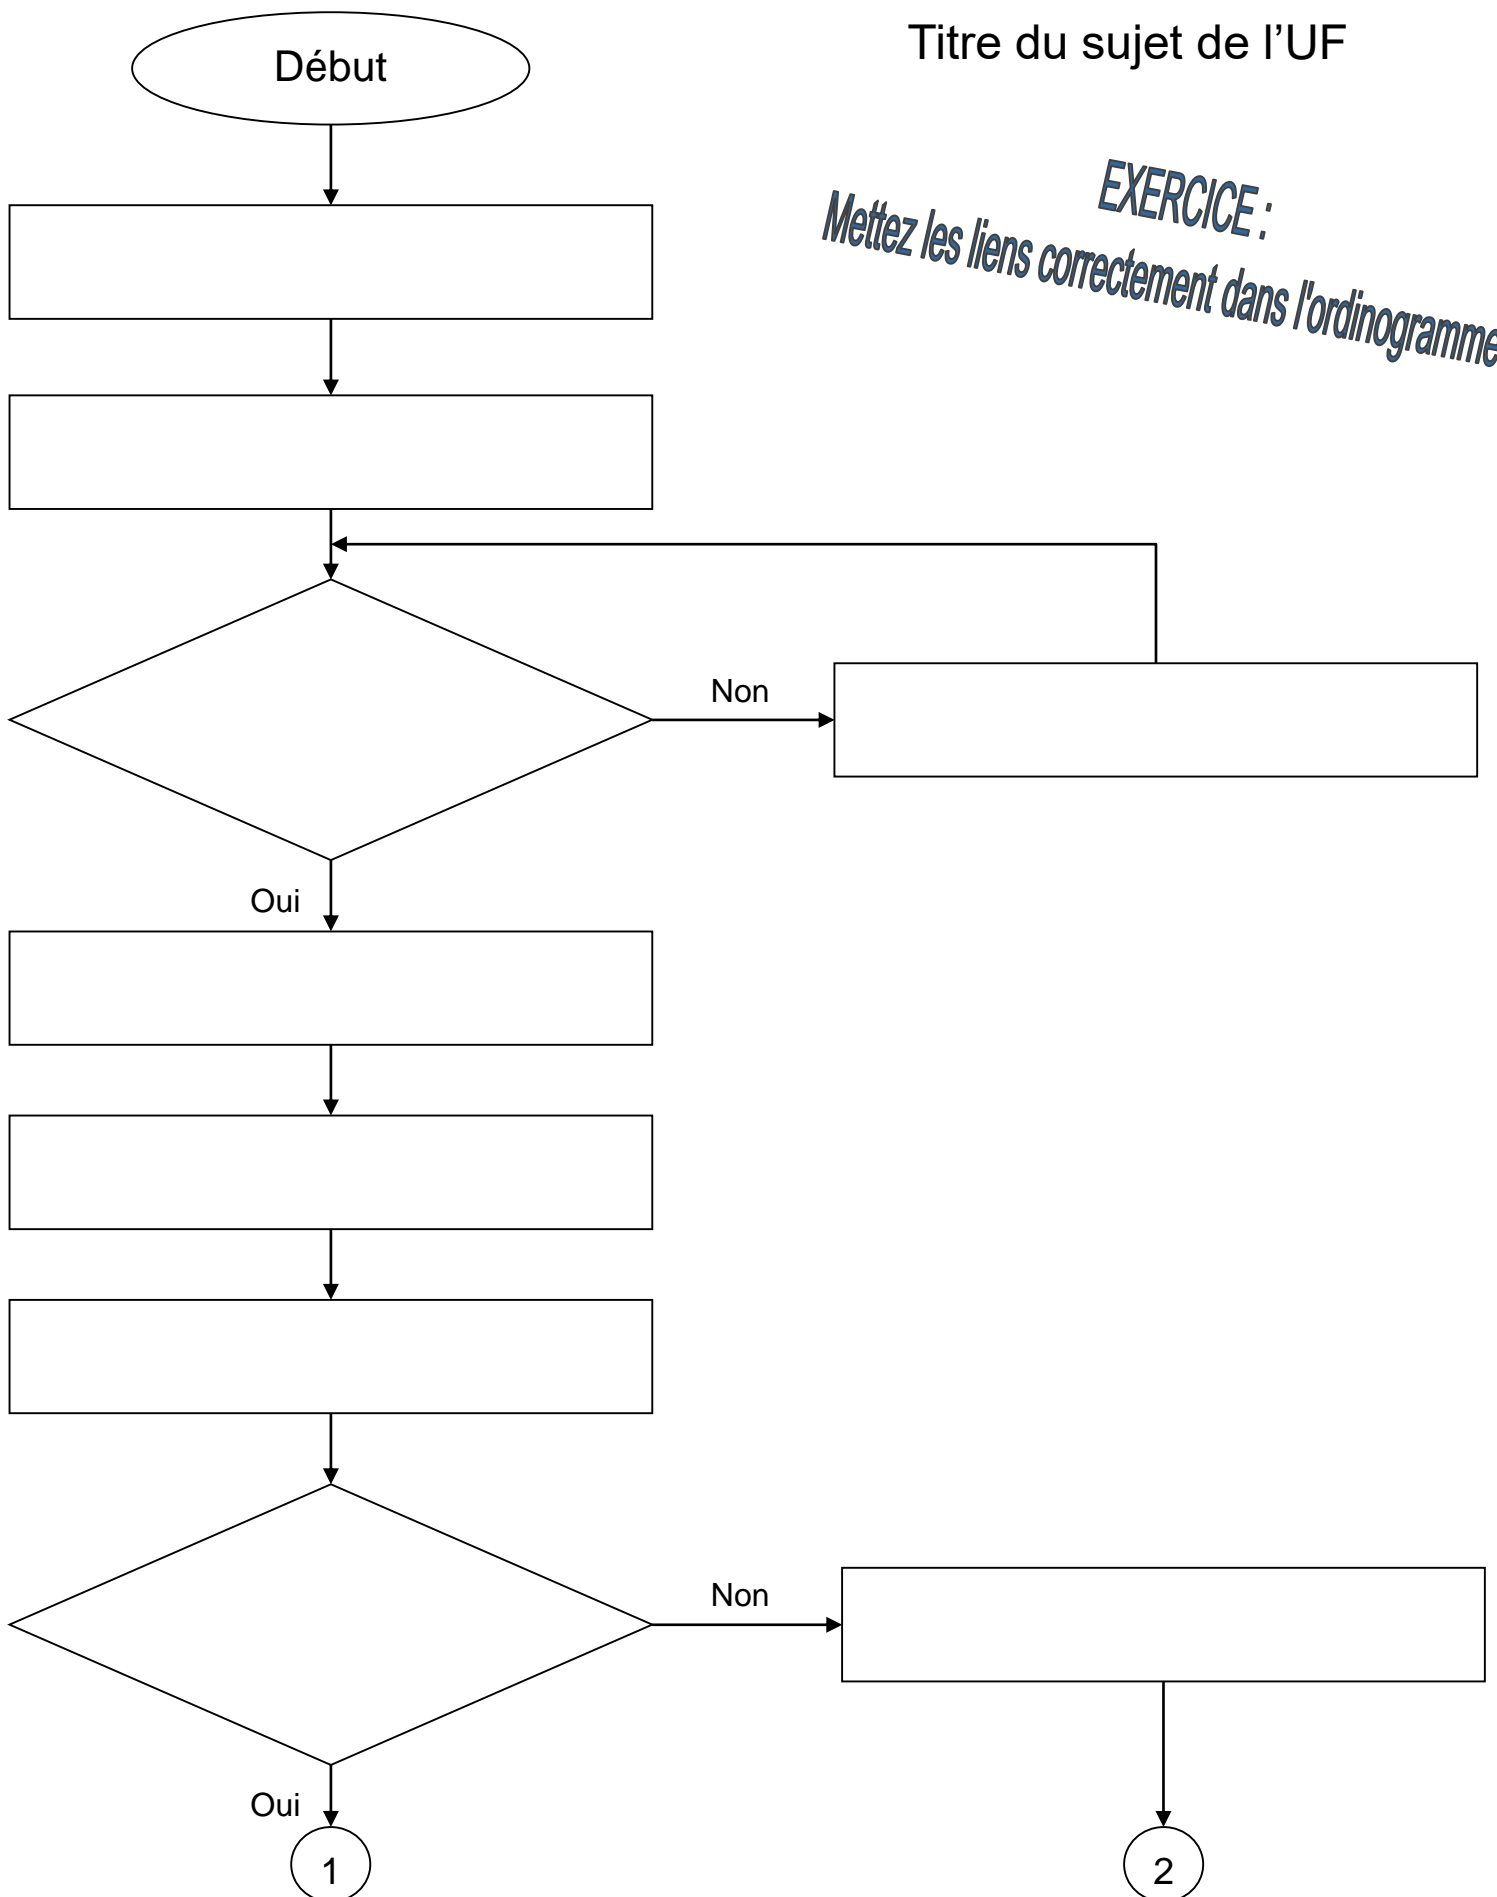 Début
Titre du sujet de l’UF
EXERCICE :
Mettez les liens correctement dans l'ordinogramme
Non
Oui
Non
Oui
1
2